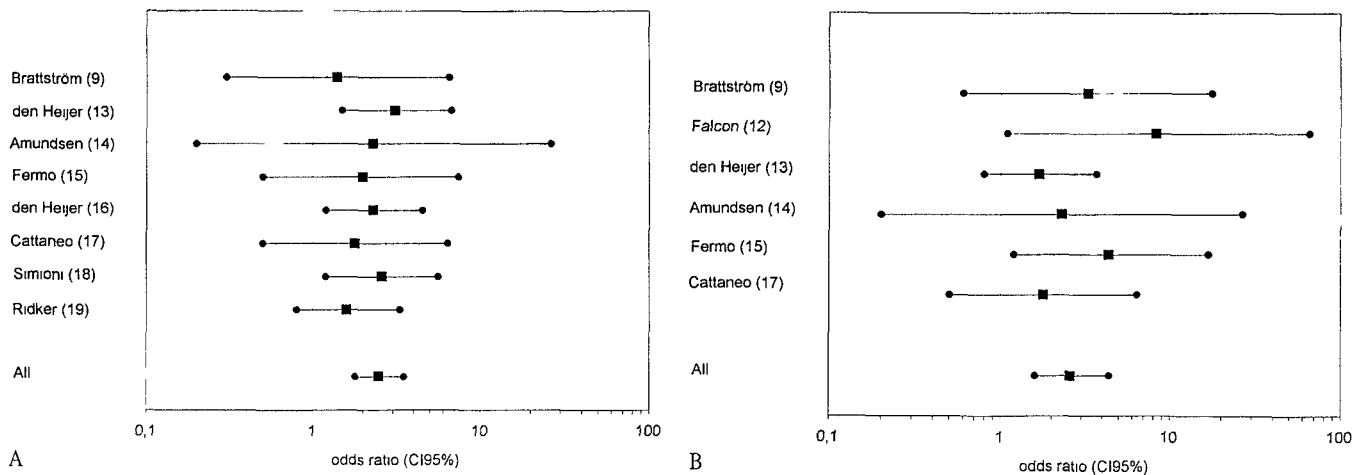 Brattström (9)
den Heijer (13)
Amundsen (14)
Fermo (15)
den Heijer (16)
Cattaneo (17)
Simioni (18)
Ridker (19)
All
0,1
1
10
100
odds ratio (CI95%)
A
Brattström (9)
Falcon (12)
den Heijer (13)
Amundsen (14)
Fermo (15)
Cattaneo (17)
All
0,1
1
10
100
odds ratio (CI95%)
B